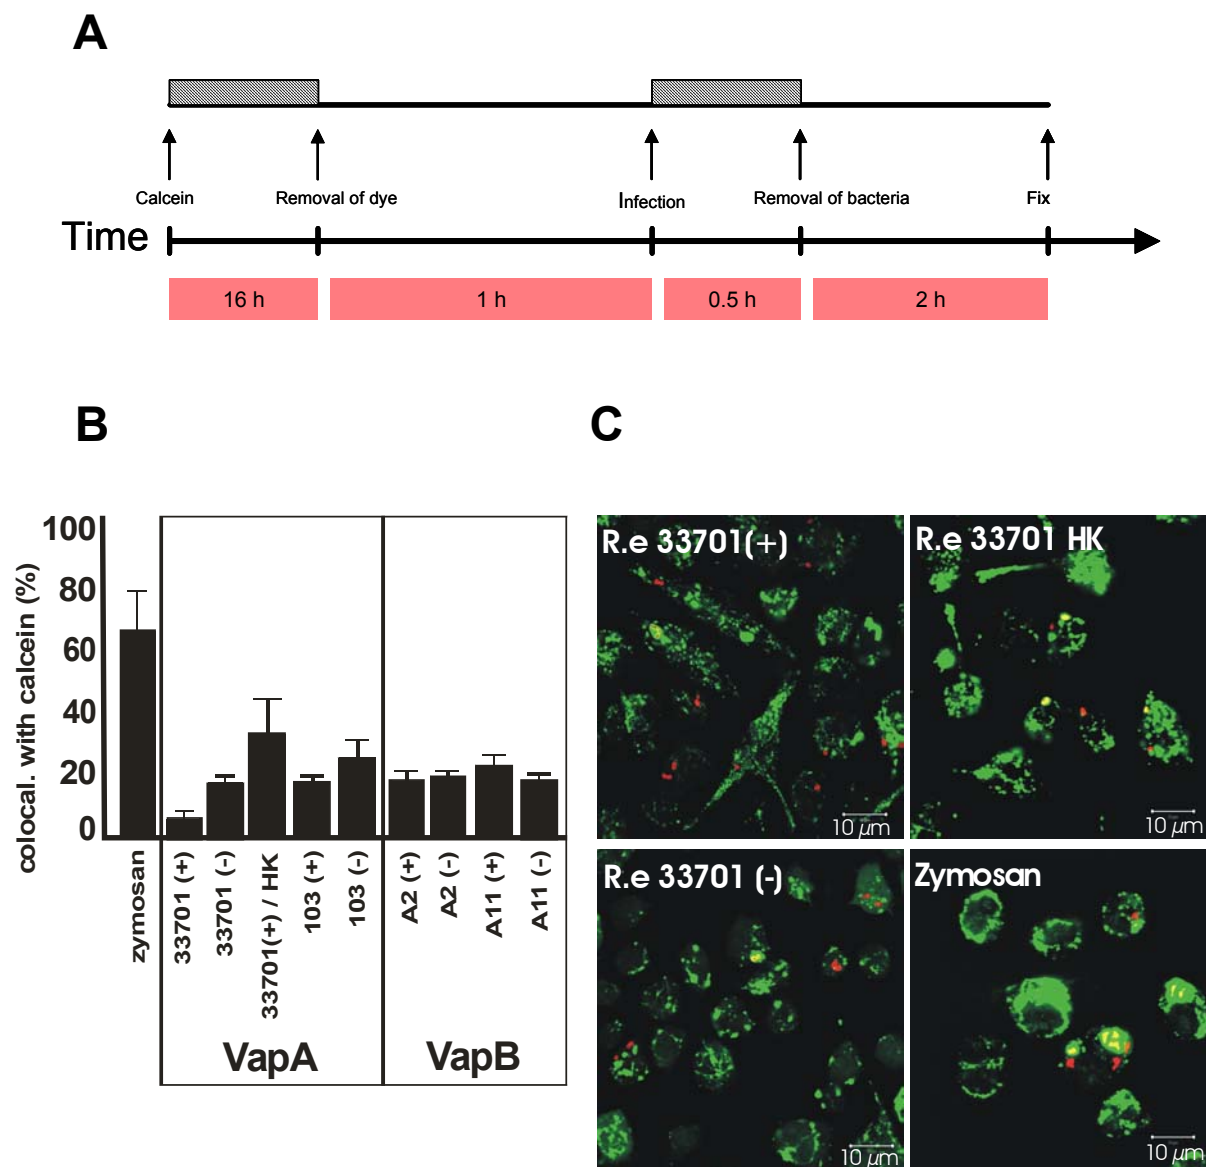 A
Calcein
Removal of dye
Infection
Removal of bacteria
Fix
Time
16 h
1 h
0.5 h
2 h
B
colocal. with calcein (%)
100
80
60
40
20
0
zymosan
33701 (+)
33701 (-)
33701(+) / HK
103 (+)
103 (-)
A2 (+)
A2 (-)
A11 (+)
A11 (-)
VapA
VapB
C
R.e 33701(+)
10 µm
R.e 33701 HK
10 µm
R.e 33701 (-)
10 µm
Zymosan
10 µm